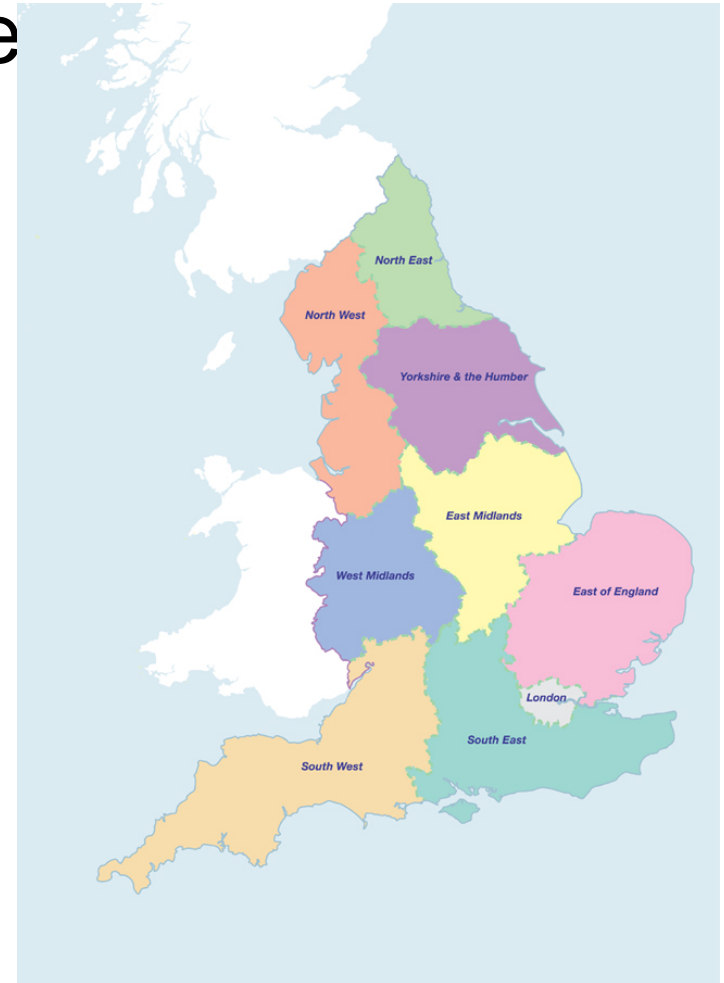 e
North East
North West
Yorkshire & the Humber
East Midlands
West Midlands
East of England
London
South East
South West